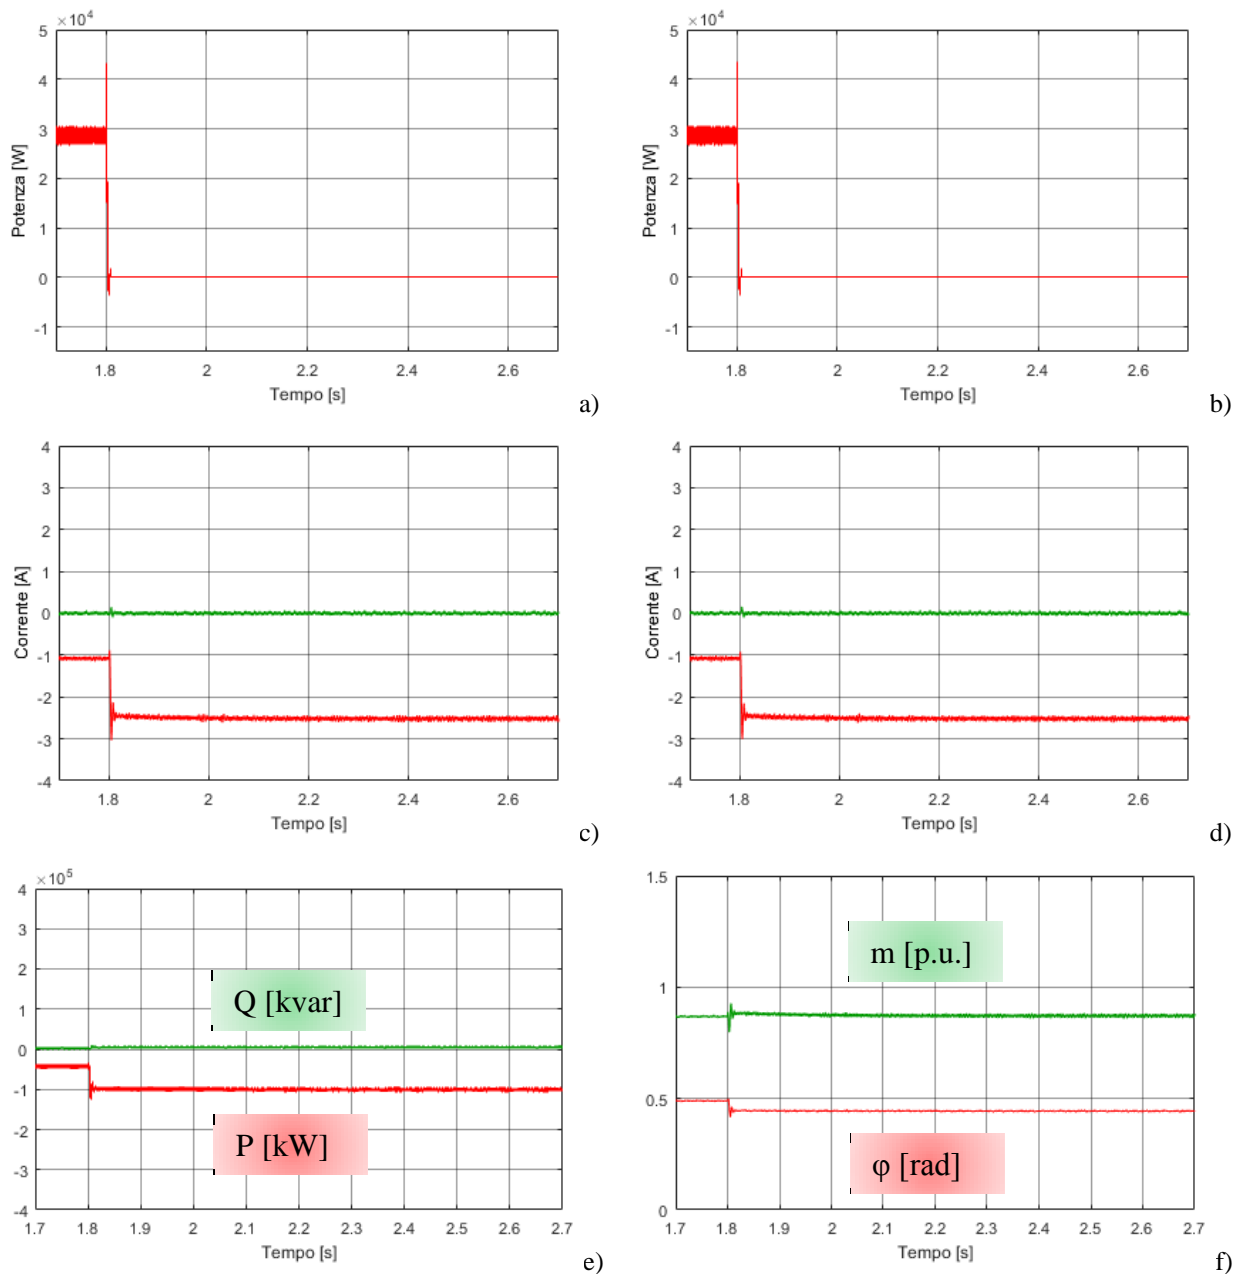 ×10⁴
5
4
3
2
1
0
-1
Potenza [W]
1.8 2 2.2 2.4 2.6
Tempo [s]
a)
×10⁴
5
4
3
2
1
0
-1
Potenza [W]
1.8 2 2.2 2.4 2.6
Tempo [s]
b)
4
3
2
1
0
-1
-2
-3
-4
Corrente [A]
1.8 2 2.2 2.4 2.6
Tempo [s]
c)
4
3
2
1
0
-1
-2
-3
-4
Corrente [A]
1.8 2 2.2 2.4 2.6
Tempo [s]
d)
×10⁵
4
3
2
1
0
-1
-2
-3
-4
Q [kvar]
P [kW]
1.7 1.8 1.9 2 2.1 2.2 2.3 2.4 2.5 2.6 2.7
Tempo [s]
e)
1.5
1
0.5
0
m [p.u.]
φ [rad]
1.7 1.8 1.9 2 2.1 2.2 2.3 2.4 2.5 2.6 2.7
Tempo [s]
f)